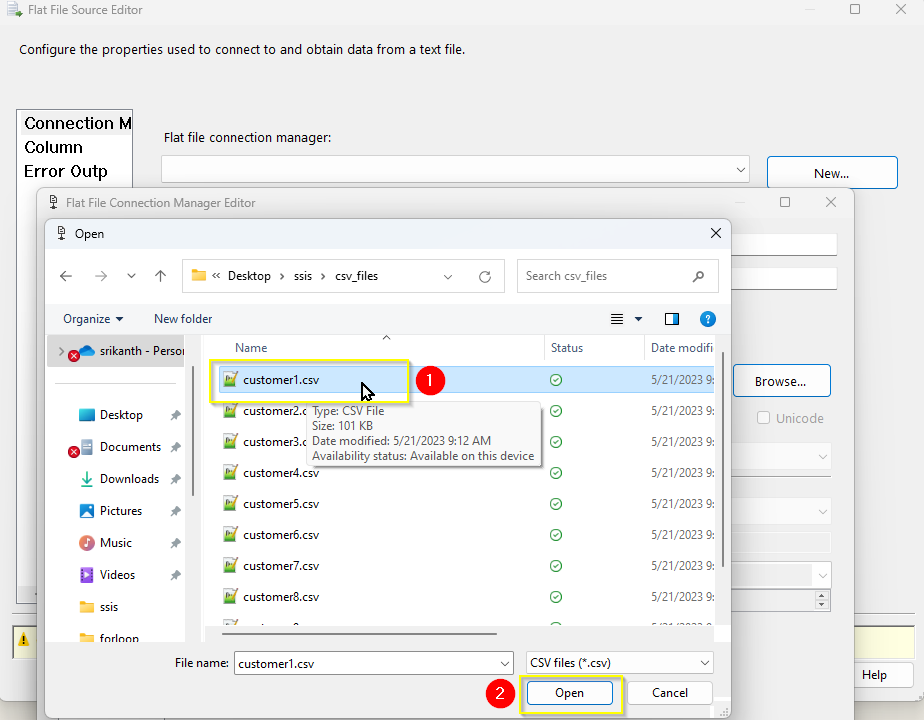 Flat File Source Editor
Configure the properties used to connect to and obtain data from a text file.
Connection M
Column
Error Outp
Flat file connection manager:
New...
Flat File Connection Manager Editor
Open
« Desktop > ssis > csv_files
Search csv_files
Organize
New folder
?
srikanth - Person
Name
Status
Date modifi
customer1.csv
5/21/2023 9:
1
Browse...
Type: CSV File
Size: 101 KB
Date modified: 5/21/2023 9:12 AM
Availability status: Available on this device
Unicode
Desktop
customer2.c
5/21/2023 9:
Documents
customer3.c
5/21/2023 9:
Downloads
customer4.csv
5/21/2023 9:
Pictures
customer5.csv
5/21/2023 9:
Music
customer6.csv
5/21/2023 9:
Videos
customer7.csv
5/21/2023 9:
ssis
customer8.csv
5/21/2023 9:
forloop
File name:
customer1.csv
CSV files (*.csv)
2
Open
Cancel
Help